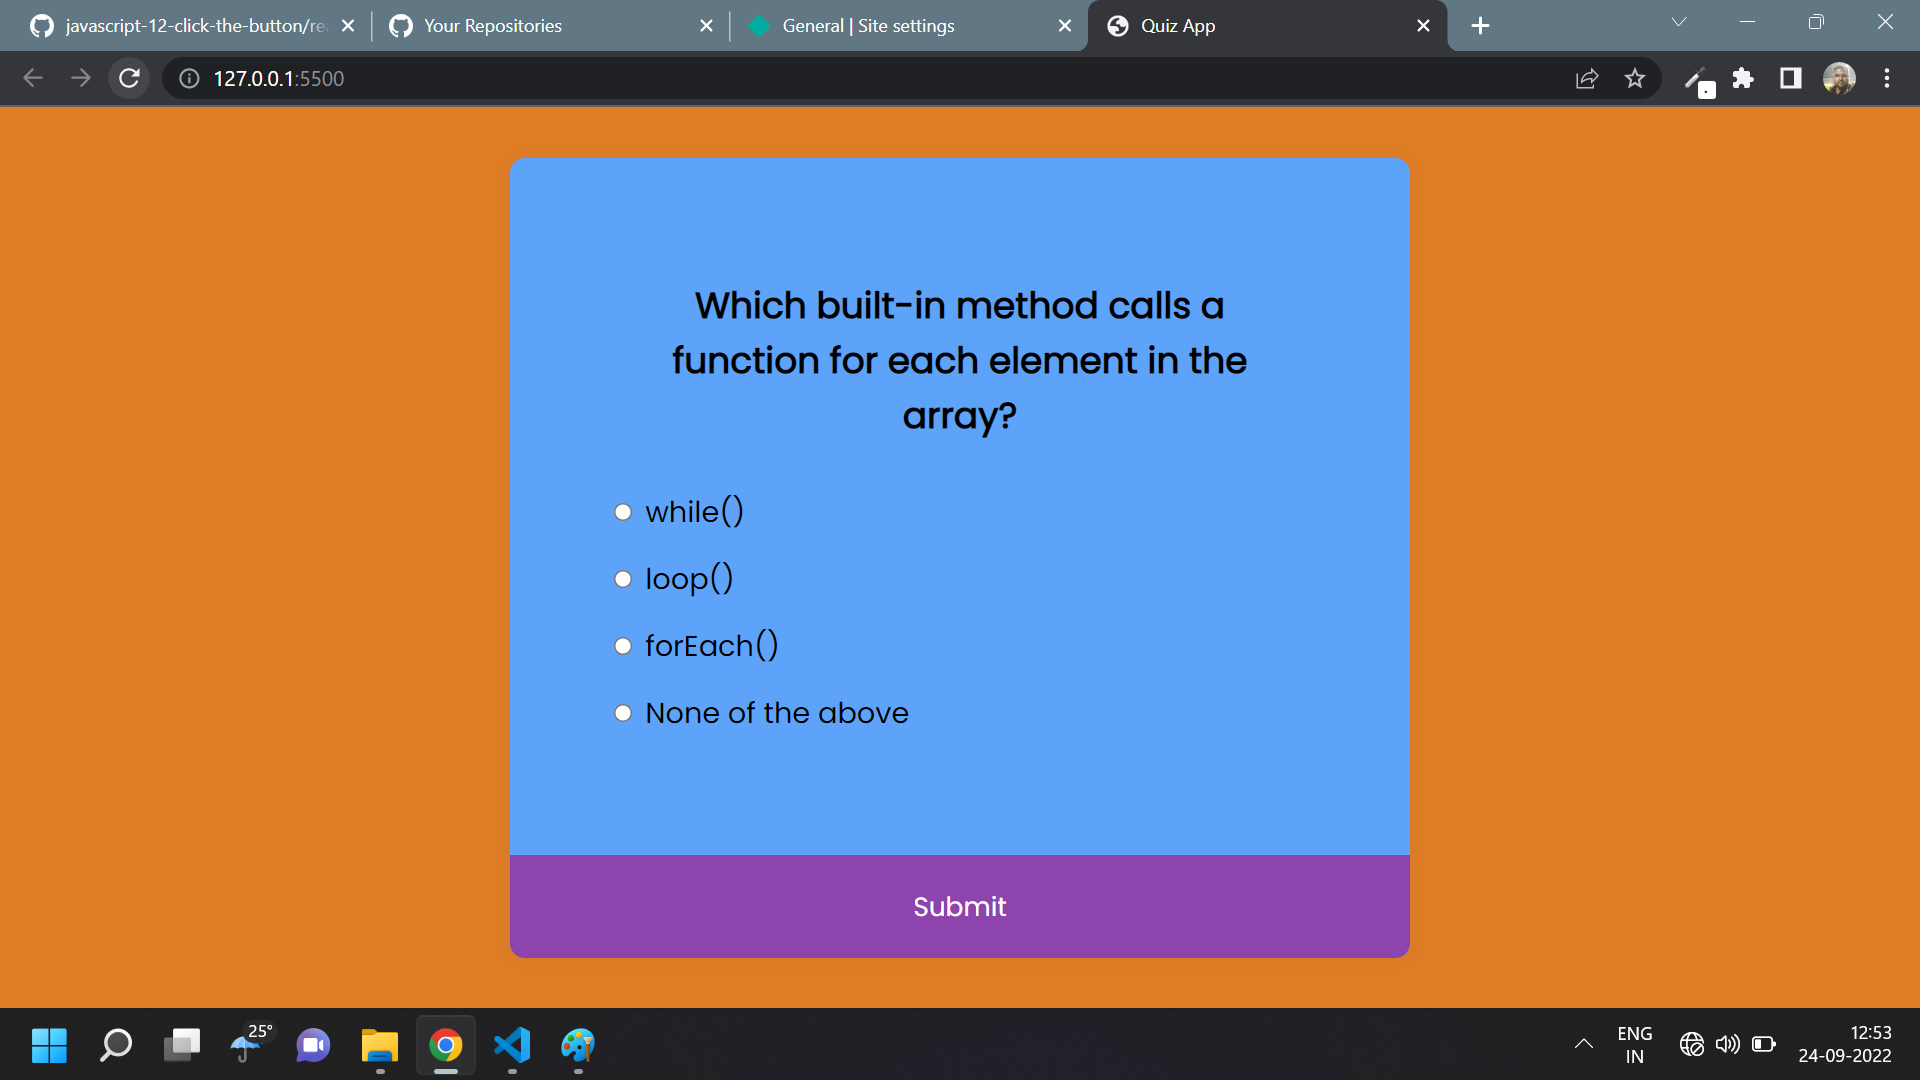 javascript-12-click-the-button/re
Your Repositories
General | Site settings
Quiz App
127.0.0.1:5500
Which built-in method calls a
function for each element in the
array?
while()
loop()
forEach()
None of the above
Submit
25°
ENG
IN
12:53
24-09-2022